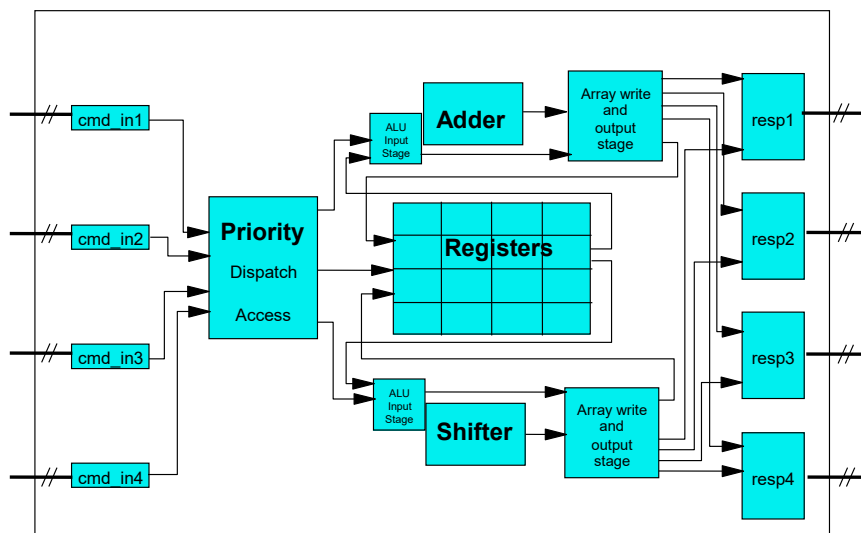 cmd_in1
cmd_in2
cmd_in3
cmd_in4
Priority
Dispatch
Access
ALU
Input
Stage
Adder
Array write
and
output
stage
Registers
ALU
Input
Stage
Shifter
Array write
and
output
stage
resp1
resp2
resp3
resp4